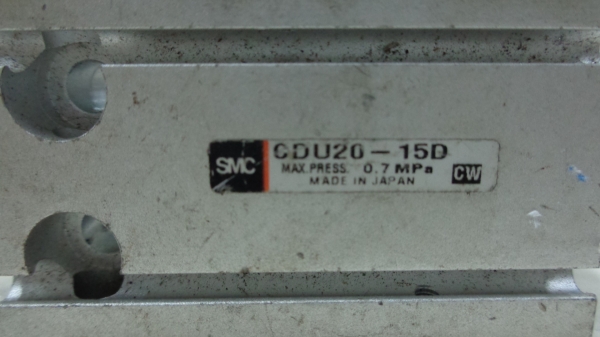 SMC
CDU20-15D
MAX.PRESS. 0.7 MPa
MADE IN JAPAN
CW